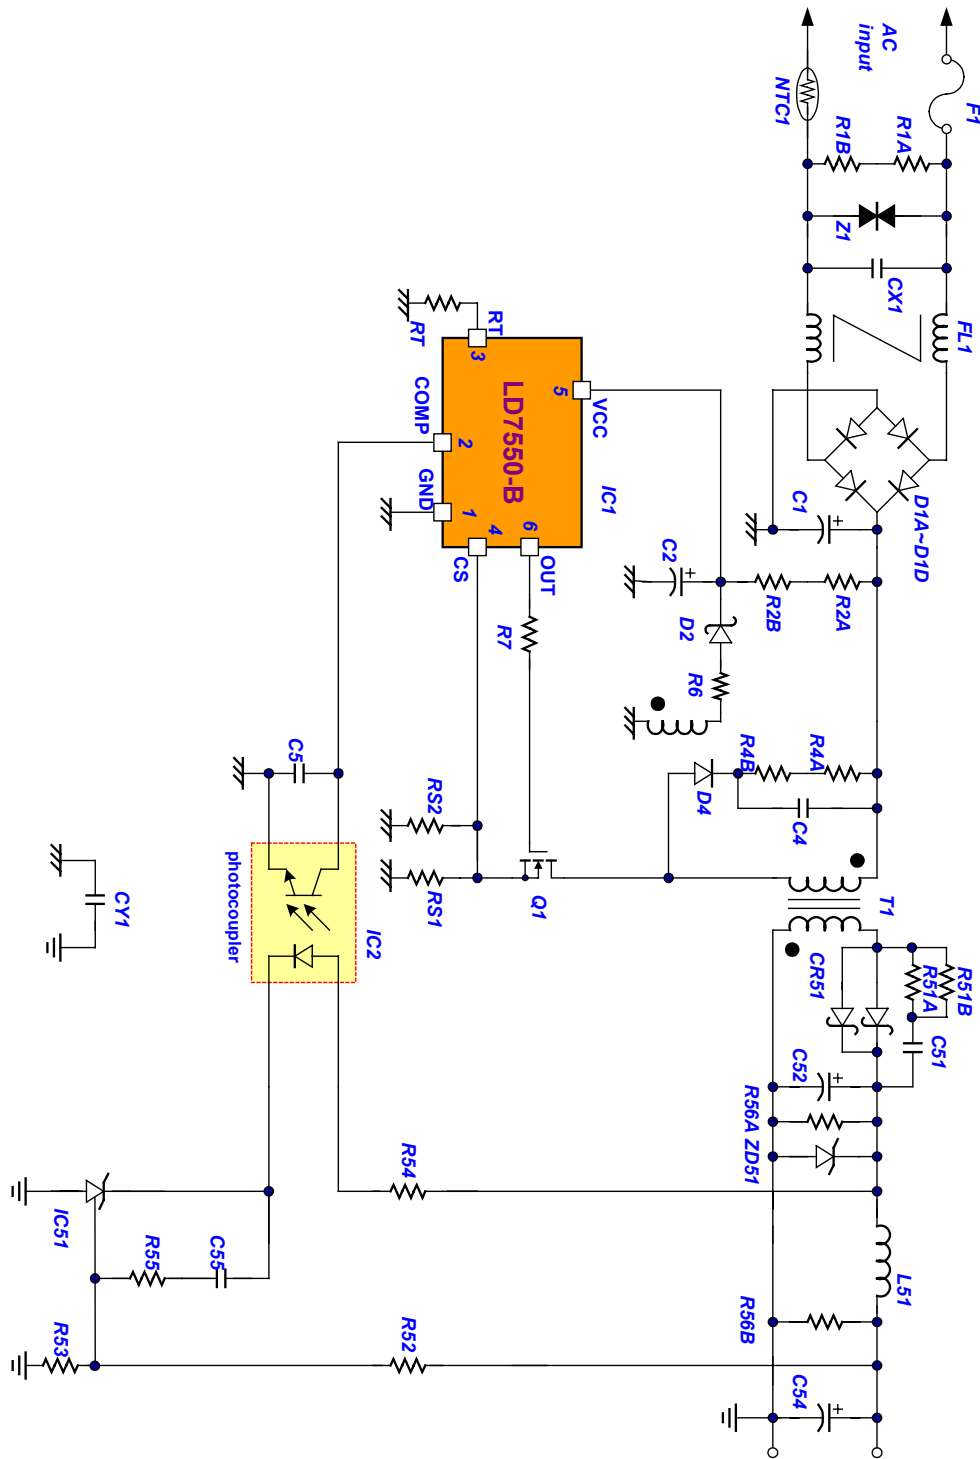 F1
AC
input
NTC1
R1A
R1B
Z1
CX1
FL1
D1A~D1D
C1
R2A
R2B
C2
D2
R6
R4A
R4B
C4
D4
T1
R51B
R51A
CR51
C51
C52
R56A
ZD51
L51
R56B
C54
RT
RT
3
VCC
5
COMP
2
GND
1
LD7550-B
IC1
4
CS
6
OUT
R7
Q1
RS2
RS1
C5
IC2
photocoupler
CY1
R54
IC51
R55
C55
R52
R53
+
+
+
+